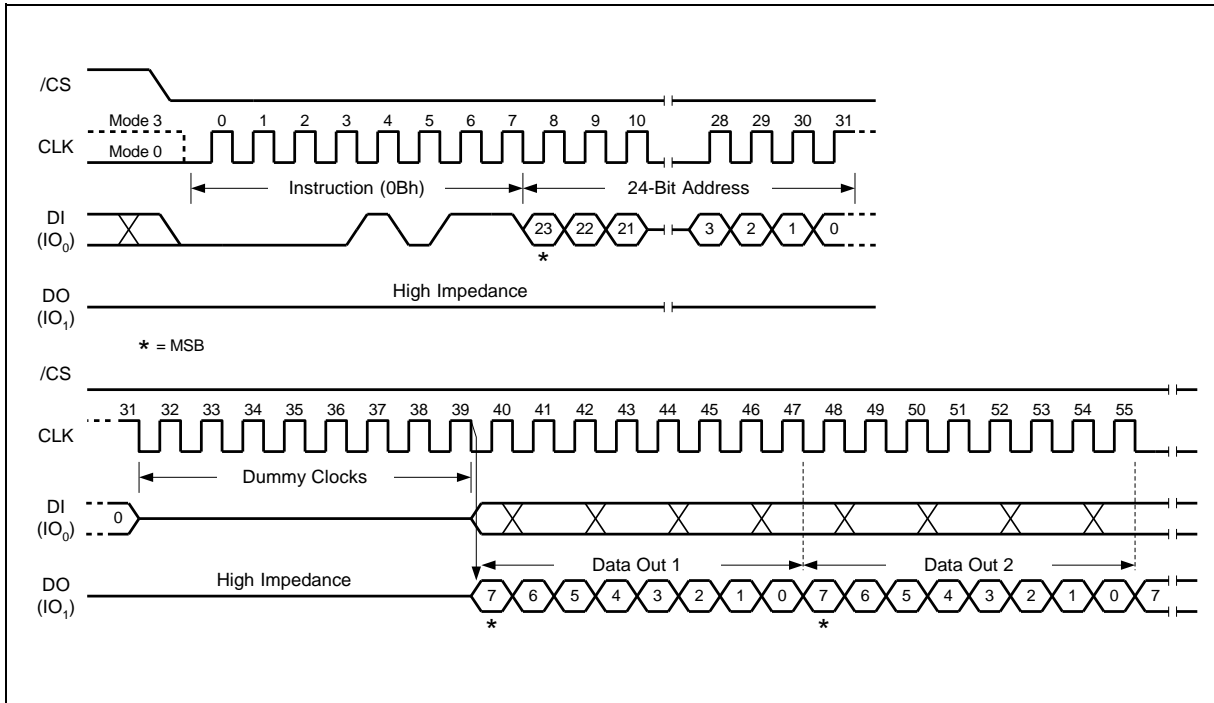 /CS
Mode 3
0 1 2 3 4 5 6 7 8 9 10 28 29 30 31
CLK
Mode 0
Instruction (0Bh) 24-Bit Address
DI
(IO0)
23 22 21 3 2 1 0
*
High Impedance
DO
(IO1)
* = MSB
/CS
31 32 33 34 35 36 37 38 39 40 41 42 43 44 45 46 47 48 49 50 51 52 53 54 55
CLK
Dummy Clocks
DI
(IO0)
0
Data Out 1 Data Out 2
High Impedance
DO
(IO1)
7 6 5 4 3 2 1 0 7 6 5 4 3 2 1 0 7
* *